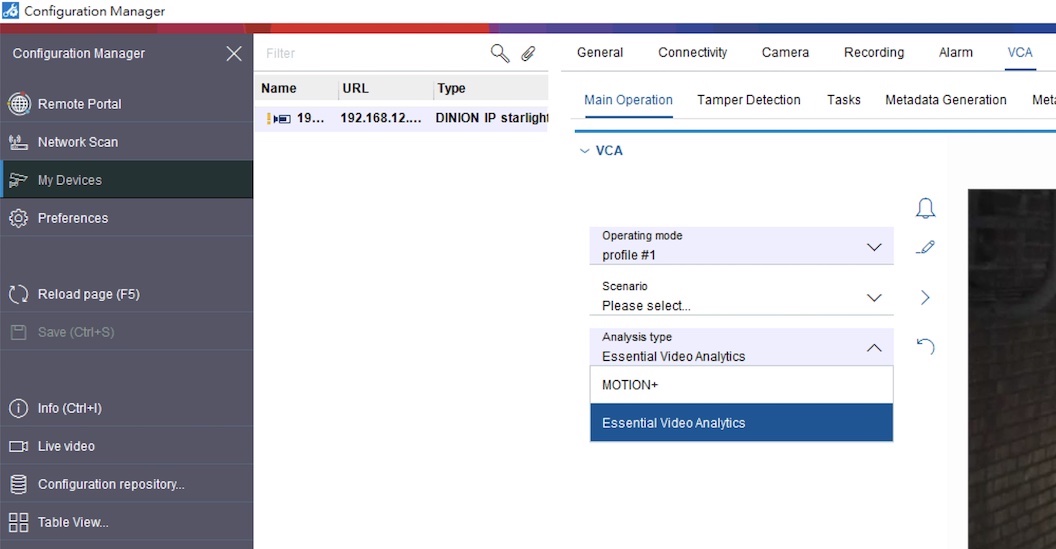 Configuration Manager
Configuration Manager
Remote Portal
Network Scan
My Devices
Preferences
Reload page (F5)
Save (Ctrl+S)
Info (Ctrl+I)
Live video
Configuration repository...
Table View...
Filter
Name URL Type
19... 192.168.12.... DINION IP starlight
General Connectivity Camera Recording Alarm VCA
Main Operation Tamper Detection Tasks Metadata Generation Meta
VCA
Operating mode
profile #1
Scenario
Please select...
Analysis type
Essential Video Analytics
MOTION+
Essential Video Analytics